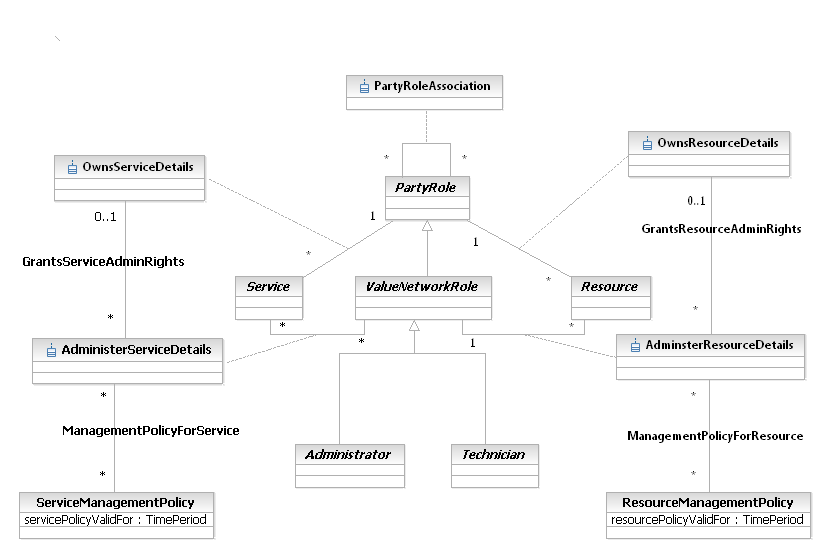 PartyRoleAssociation
OwnsServiceDetails
OwnsResourceDetails
*
*
PartyRole
0..1
1
1
0..1
GrantsServiceAdminRights
GrantsResourceAdminRights
*
*
Service
ValueNetworkRole
Resource
*
*
*
*
1
*
AdministerServiceDetails
AdminsterResourceDetails
*
*
ManagementPolicyForService
ManagementPolicyForResource
Administrator
Technician
*
*
ServiceManagementPolicy
servicePolicyValidFor : TimePeriod
ResourceManagementPolicy
resourcePolicyValidFor : TimePeriod